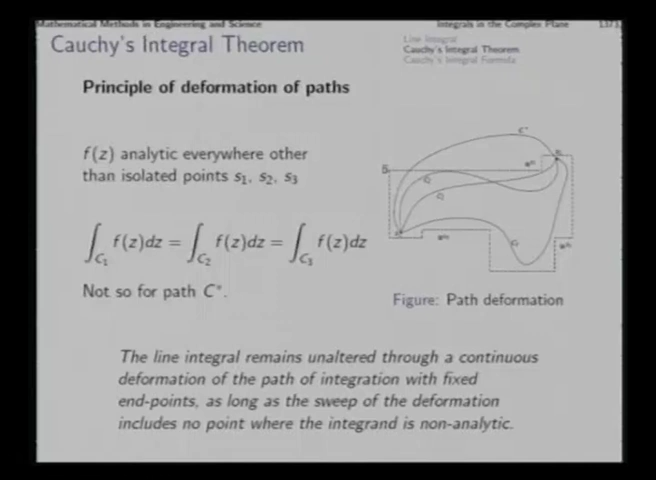 Mathematical Methods in Engineering and Science
Integrals in the Complex Plane
1373,
Cauchy's Integral Theorem
Line Integral
Cauchy's Integral Theorem
Cauchy's Integral Formula
Principle of deformation of paths
f(z) analytic everywhere other
than isolated points s₁, s₂, s₃
∫_C₁ f(z)dz = ∫_C₂ f(z)dz = ∫_C₃ f(z)dz
Not so for path C*.
C*
Figure: Path deformation
The line integral remains unaltered through a continuous
deformation of the path of integration with fixed
end-points, as long as the sweep of the deformation
includes no point where the integrand is non-analytic.